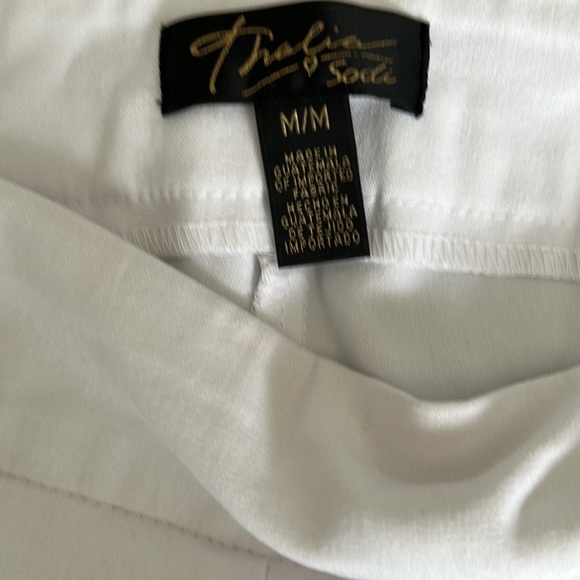 Thalia
Sodi
M/M
MADE IN
GUATEMALA
OF IMPORTED
FABRIC
HECHO EN
GUATEMALA
DE TEJIDO
IMPORTADO